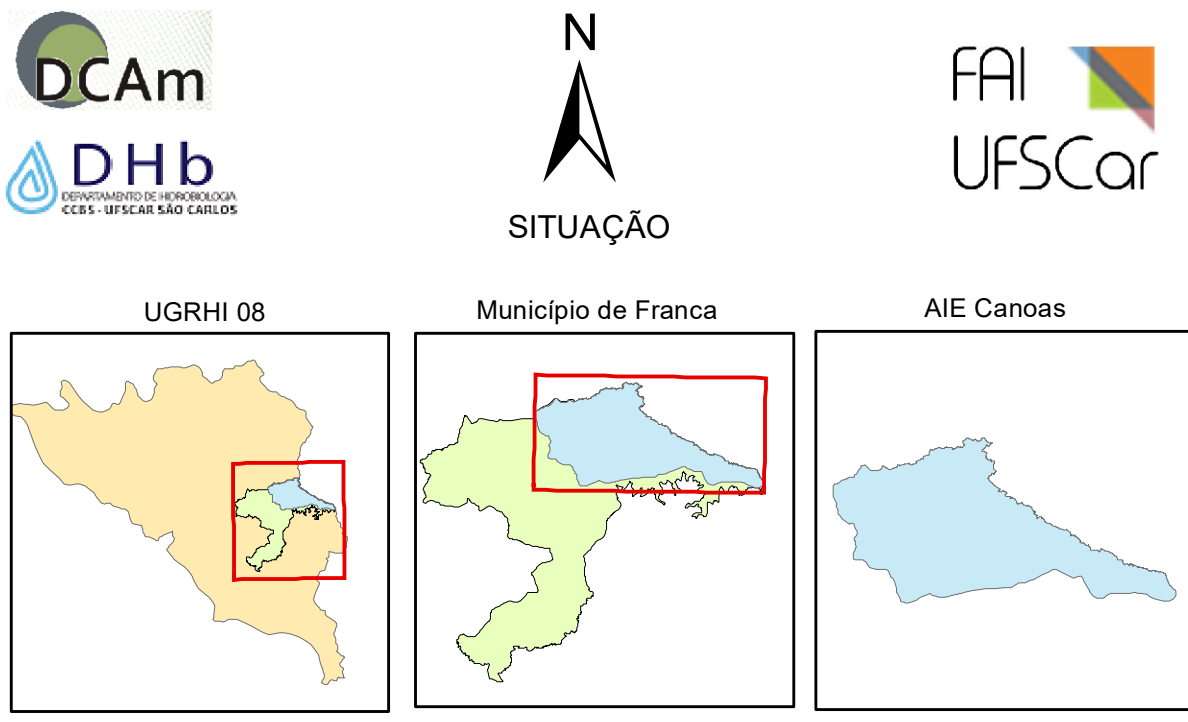 DCAm
DHb
DEPARTAMENTO DE HIDROBIOLOGIA
CCBS - UFSCAR SÃO CARLOS
N
SITUAÇÃO
FAI
UFSCar
UGRHI 08
Município de Franca
AIE Canoas